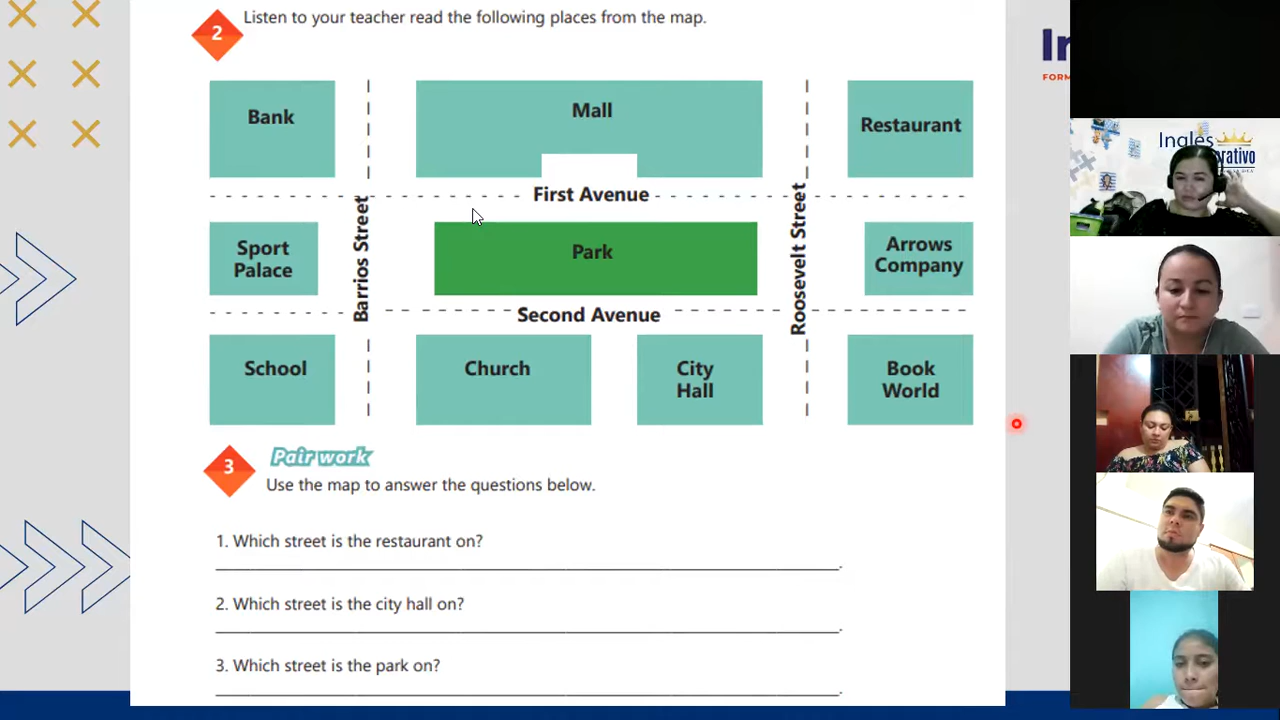 2
Listen to your teacher read the following places from the map.
Bank
Mall
Restaurant
First Avenue
Barrios Street
Roosevelt Street
Sport
Palace
Park
Arrows
Company
Second Avenue
School
Church
City
Hall
Book
World
3
Pair work
Use the map to answer the questions below.
1. Which street is the restaurant on?
2. Which street is the city hall on?
3. Which street is the park on?
FORM
Ingles